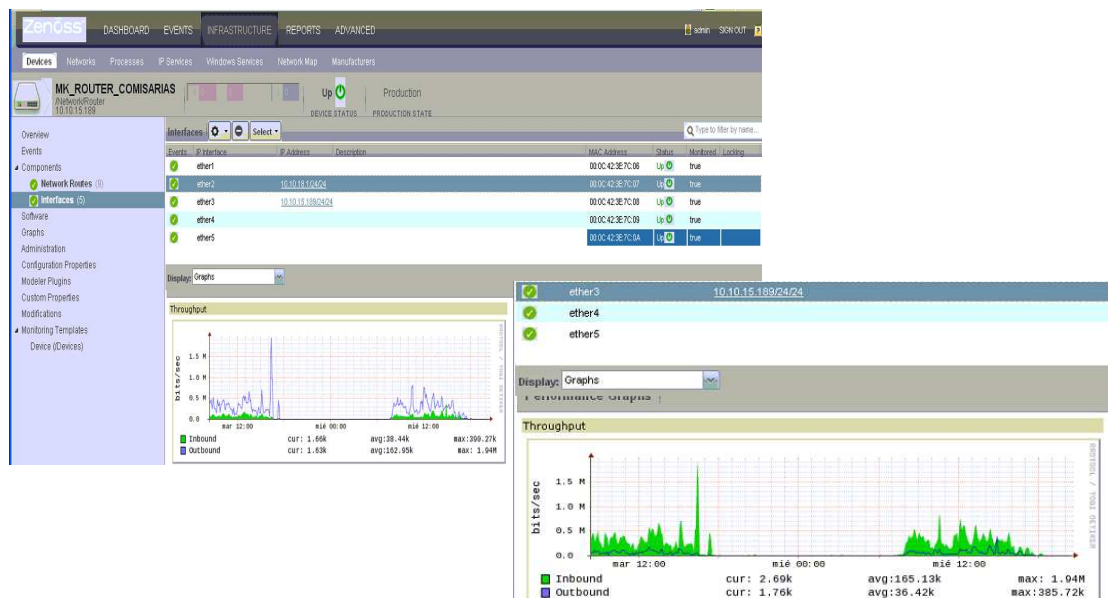 Zenoss
DASHBOARD EVENTS INFRASTRUCTURE REPORTS ADVANCED
admin SIGN OUT ?
Devices Networks Processes IP Services Windows Services Network Map Manufacturers
MK_ROUTER_COMISARIAS
/Network/Router
10.10.15.189
Up
DEVICE STATUS
Production
PRODUCTION STATE
Overview
Events
Components
Network Routes (9)
Interfaces (5)
Software
Graphs
Administration
Configuration Properties
Modeler Plugins
Custom Properties
Modifications
Monitoring Templates
Device (/Devices)
Interfaces Select
Type to filter by name...
Events IP Interface IP Address Description MAC Address Status Monitored Locking
ether1 00:0C:42:3E:7C:06 Up true
ether2 10.10.18.1/24/24 00:0C:42:3E:7C:07 Up true
ether3 10.10.15.189/24/24 00:0C:42:3E:7C:08 Up true
ether4 00:0C:42:3E:7C:09 Up true
ether5 00:0C:42:3E:7C:0A Up true
Display: Graphs
Throughput
bits/sec
1.5 M
1.0 M
0.5 M
0.0
mar 12:00 mié 00:00 mié 12:00
Inbound cur: 1.66k avg:38.44k max:390.27k
Outbound cur: 1.63k avg:162.95k max: 1.94M
ether3 10.10.15.189/24/24
ether4
ether5
Display: Graphs
Performance Graphs
Throughput
bits/sec
1.5 M
1.0 M
0.5 M
0.0
mar 12:00 mié 00:00 mié 12:00
Inbound cur: 2.69k avg:165.13k max: 1.94M
Outbound cur: 1.76k avg:36.42k max:385.72k